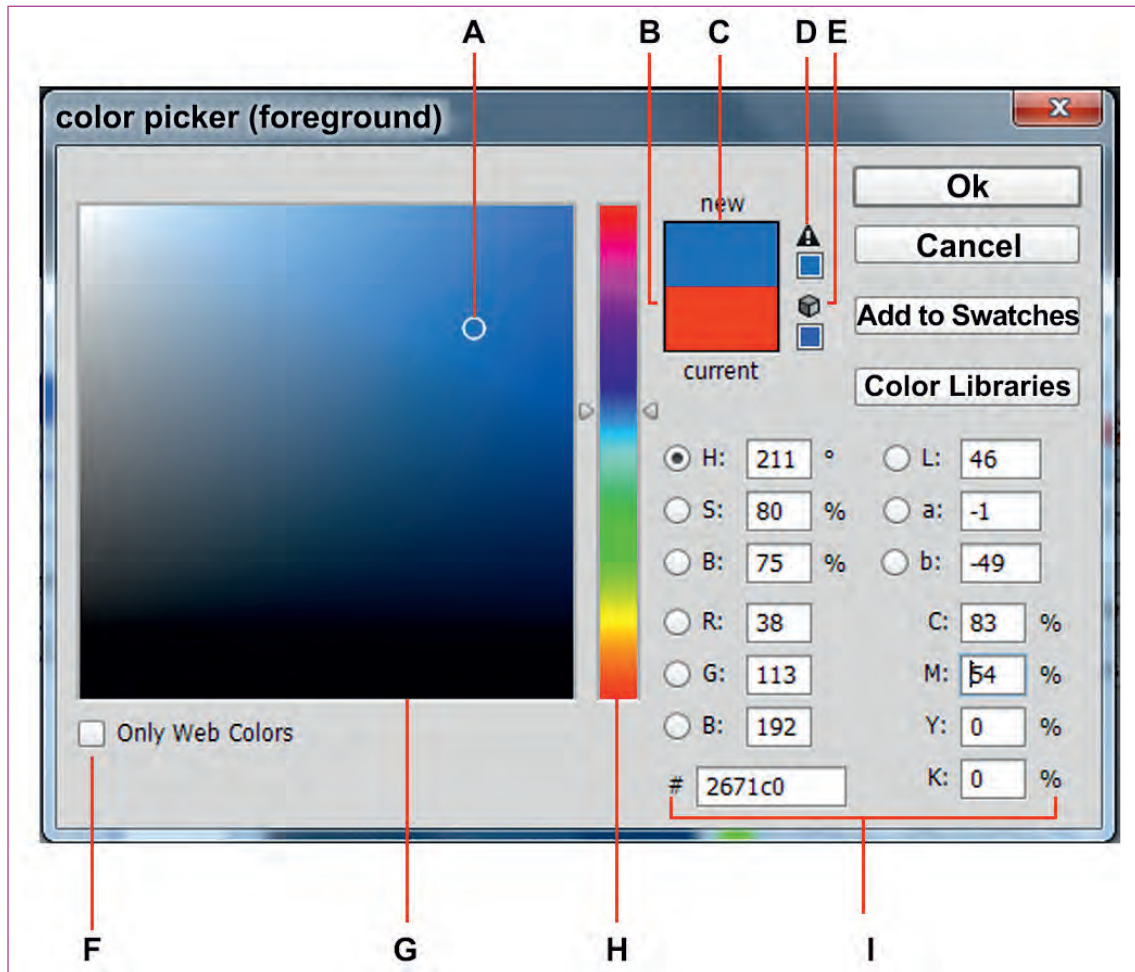 A B C D E
color picker (foreground)
x
new
current
Ok
Cancel
Add to Swatches
Color Libraries
H: 211 ° L: 46
S: 80 % a: -1
B: 75 % b: -49
R: 38 C: 83 %
G: 113 M: 54 %
B: 192 Y: 0 %
# 2671c0 K: 0 %
Only Web Colors
F G H I